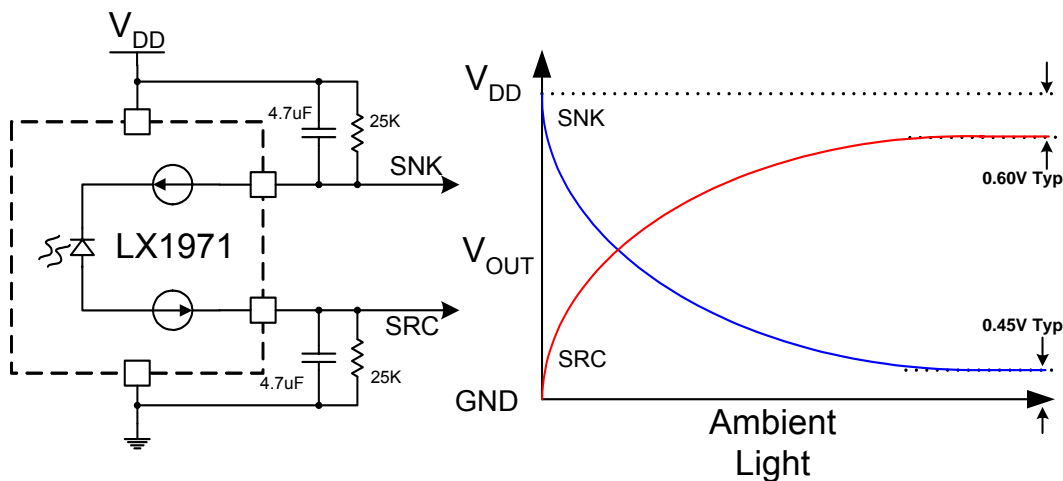 VDD
4.7uF
25K
SNK
LX1971
SRC
4.7uF
25K
VDD
SNK
0.60V Typ
VOUT
0.45V Typ
SRC
GND
Ambient
Light